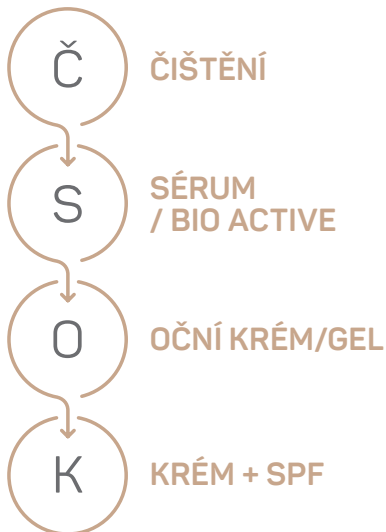 Č
ČIŠTĚNÍ
S
SÉRUM
/ BIO ACTIVE
O
OČNÍ KRÉM/GEL
K
KRÉM + SPF